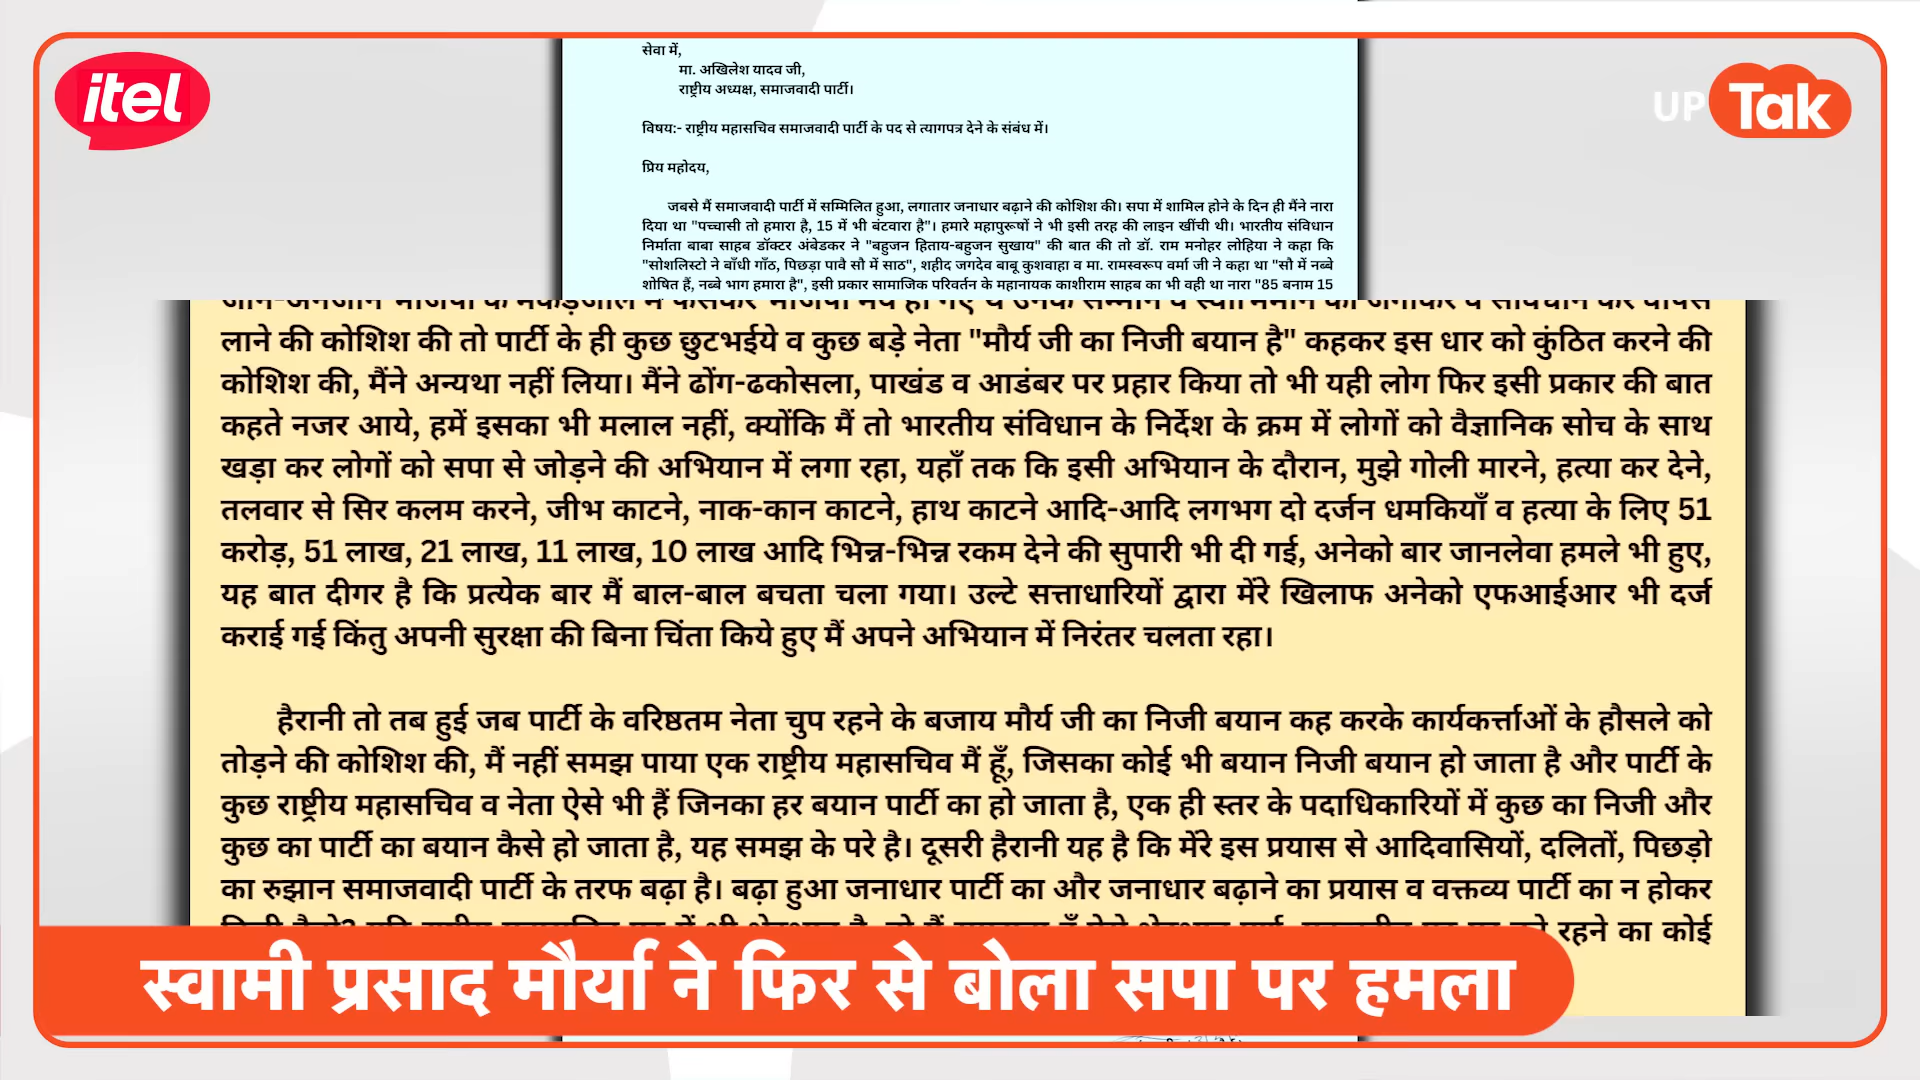 itel
UP Tak
सेवा में,
मा. अखिलेश यादव जी,
राष्ट्रीय अध्यक्ष, समाजवादी पार्टी।
विषय:- राष्ट्रीय महासचिव समाजवादी पार्टी के पद से त्यागपत्र देने के संबंध में।
प्रिय महोदय,
जबसे मैं समाजवादी पार्टी में सम्मिलित हुआ, लगातार जनाधार बढ़ाने की कोशिश की। सपा में शामिल होने के दिन ही मैंने नारा
दिया था "पच्चासी तो हमारा है, 15 में भी बंटवारा है"। हमारे महापुरूषों ने भी इसी तरह की लाइन खींची थी। भारतीय संविधान
निर्माता बाबा साहब डॉक्टर अंबेडकर ने "बहुजन हिताय-बहुजन सुखाय" की बात की तो डॉ. राम मनोहर लोहिया ने कहा कि
"सोशलिस्टो ने बाँधी गाँठ, पिछड़ा पावै सौ में साठ", शहीद जगदेव बाबू कुशवाहा व मा. रामस्वरूप वर्मा जी ने कहा था "सौ में नब्बे
शोषित हैं, नब्बे भाग हमारा है", इसी प्रकार सामाजिक परिवर्तन के महानायक काशीराम साहब का भी वही था नारा "85 बनाम 15
लाने की कोशिश की तो पार्टी के ही कुछ छुटभईये व कुछ बड़े नेता "मौर्य जी का निजी बयान है" कहकर इस धार को कुंठित करने की
कोशिश की, मैंने अन्यथा नहीं लिया। मैंने ढोंग-ढकोसला, पाखंड व आडंबर पर प्रहार किया तो भी यही लोग फिर इसी प्रकार की बात
कहते नजर आये, हमें इसका भी मलाल नहीं, क्योंकि मैं तो भारतीय संविधान के निर्देश के क्रम में लोगों को वैज्ञानिक सोच के साथ
खड़ा कर लोगों को सपा से जोड़ने की अभियान में लगा रहा, यहाँ तक कि इसी अभियान के दौरान, मुझे गोली मारने, हत्या कर देने,
तलवार से सिर कलम करने, जीभ काटने, नाक-कान काटने, हाथ काटने आदि-आदि लगभग दो दर्जन धमकियाँ व हत्या के लिए 51
करोड़, 51 लाख, 21 लाख, 11 लाख, 10 लाख आदि भिन्न-भिन्न रकम देने की सुपारी भी दी गई, अनेको बार जानलेवा हमले भी हुए,
यह बात दीगर है कि प्रत्येक बार मैं बाल-बाल बचता चला गया। उल्टे सत्ताधारियों द्वारा मेंरे खिलाफ अनेको एफआईआर भी दर्ज
कराई गई किंतु अपनी सुरक्षा की बिना चिंता किये हुए मैं अपने अभियान में निरंतर चलता रहा।
हैरानी तो तब हुई जब पार्टी के वरिष्ठतम नेता चुप रहने के बजाय मौर्य जी का निजी बयान कह करके कार्यकर्त्ताओं के हौसले को
तोड़ने की कोशिश की, मैं नहीं समझ पाया एक राष्ट्रीय महासचिव मैं हूँ, जिसका कोई भी बयान निजी बयान हो जाता है और पार्टी के
कुछ राष्ट्रीय महासचिव व नेता ऐसे भी हैं जिनका हर बयान पार्टी का हो जाता है, एक ही स्तर के पदाधिकारियों में कुछ का निजी और
कुछ का पार्टी का बयान कैसे हो जाता है, यह समझ के परे है। दूसरी हैरानी यह है कि मेंरे इस प्रयास से आदिवासियों, दलितों, पिछड़ो
का रुझान समाजवादी पार्टी के तरफ बढ़ा है। बढ़ा हुआ जनाधार पार्टी का और जनाधार बढ़ाने का प्रयास व वक्तव्य पार्टी का न होकर
रहने का कोई
स्वामी प्रसाद मौर्या ने फिर से बोला सपा पर हमला